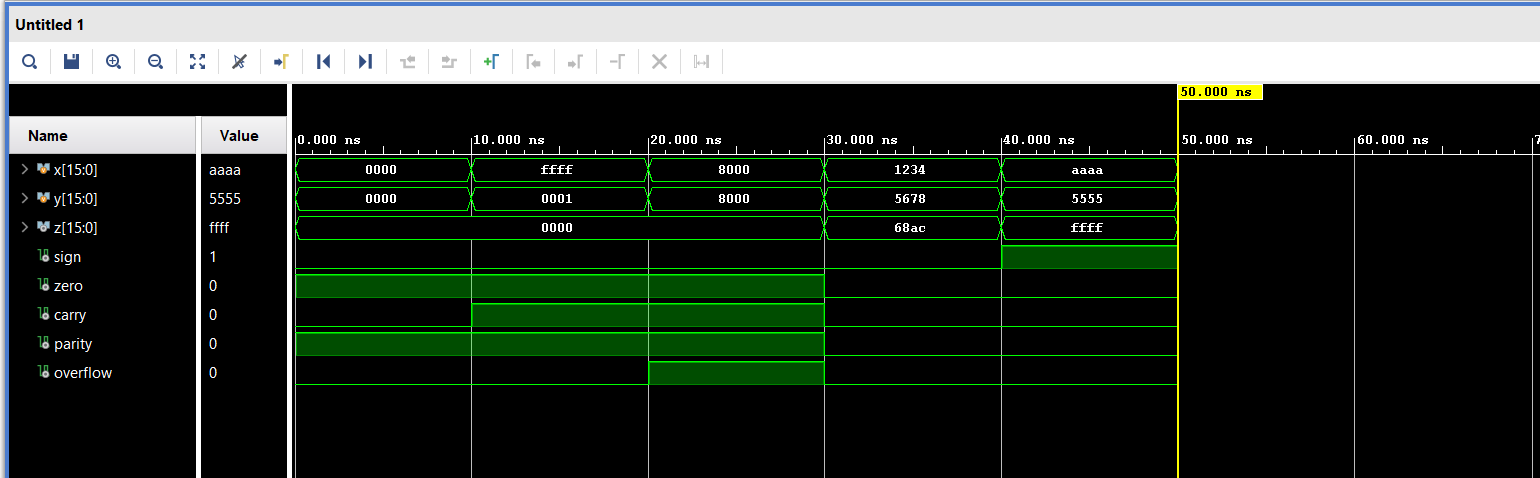 Untitled 1
50.000 ns
Name Value
0.000 ns 10.000 ns 20.000 ns 30.000 ns 40.000 ns 50.000 ns 60.000 ns 7
x[15:0] aaaa 0000 ffff 8000 1234 aaaa
y[15:0] 5555 0000 0001 8000 5678 5555
z[15:0] ffff 0000 68ac ffff
sign 1
zero 0
carry 0
parity 0
overflow 0